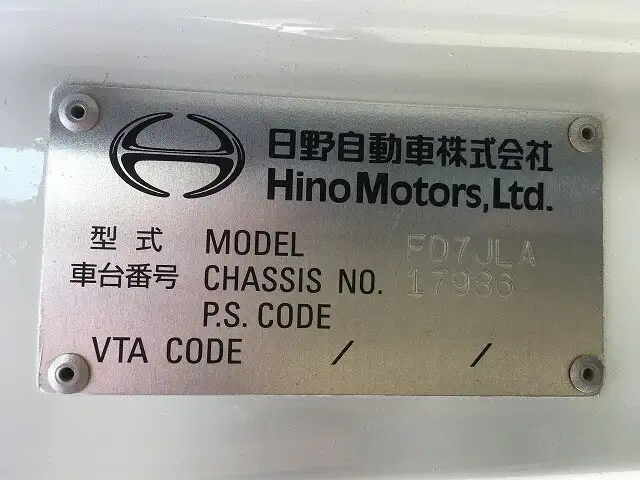 日野自動車株式会社
Hino Motors, Ltd.
型式 MODEL FD7JLA
車台番号 CHASSIS NO. 17986
P.S. CODE
VTA CODE / /